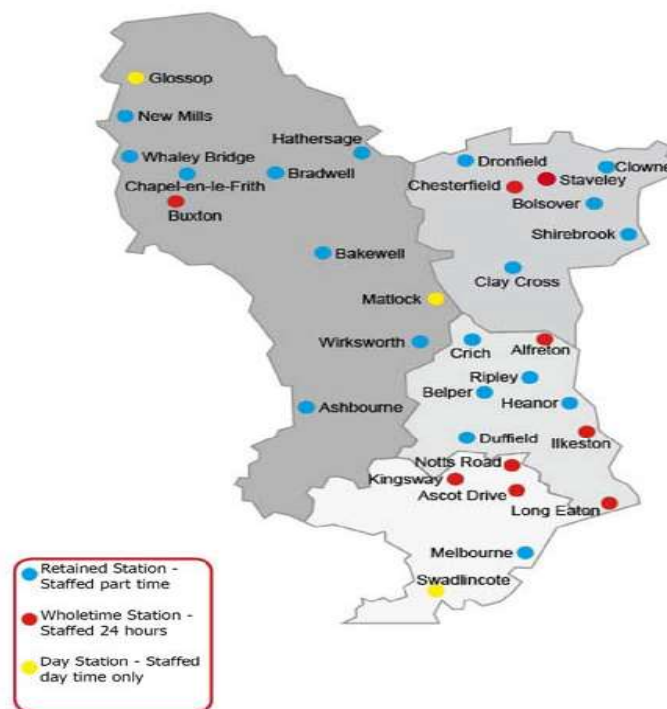 Glossop
New Mills
Hathersage
Whaley Bridge
Dronfield
Clowne
Chapel-en-le-Frith
Bradwell
Chesterfield
Staveley
Buxton
Bolsover
Shirebrook
Bakewell
Clay Cross
Matlock
Wirksworth
Crich
Alfreton
Ripley
Belper
Heanor
Ashbourne
Duffield
Ilkeston
Notts Road
Kingsway
Ascot Drive
Long Eaton
Melbourne
Swadlincote
Retained Station -
Staffed part time
Wholetime Station -
Staffed 24 hours
Day Station - Staffed
day time only